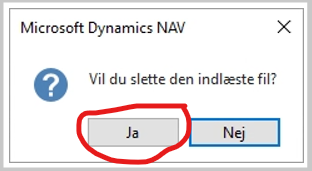 Microsoft Dynamics NAV
Vil du slette den indlæste fil?
Ja
Nej